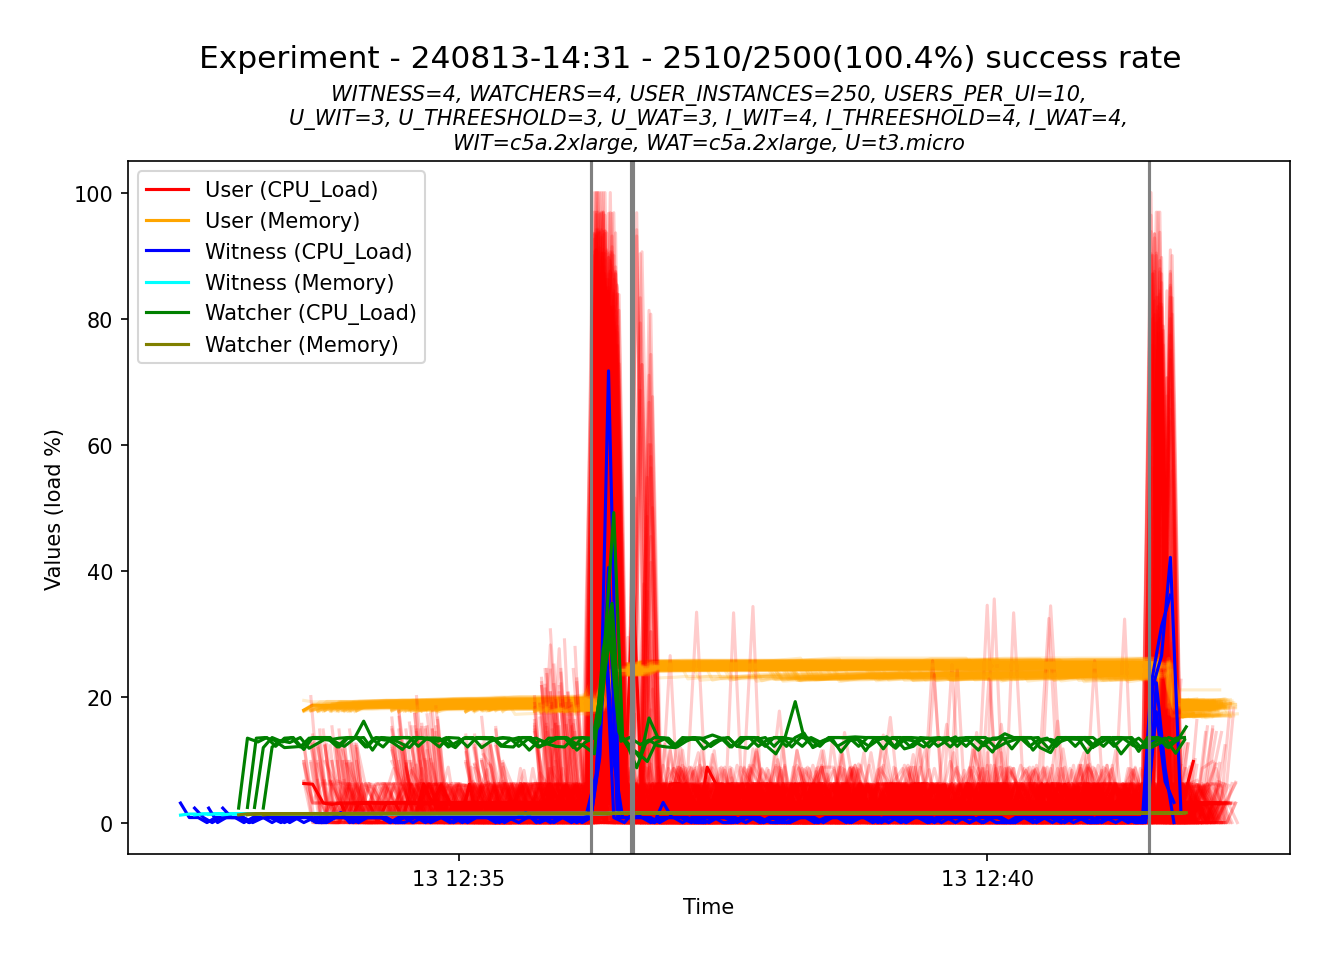 Experiment - 240813-14:31 - 2510/2500(100.4%) success rate
WITNESS=4, WATCHERS=4, USER_INSTANCES=250, USERS_PER_UI=10,
U_WIT=3, U_THREESHOLD=3, U_WAT=3, I_WIT=4, I_THREESHOLD=4, I_WAT=4,
WIT=c5a.2xlarge, WAT=c5a.2xlarge, U=t3.micro
User (CPU_Load)
User (Memory)
Witness (CPU_Load)
Witness (Memory)
Watcher (CPU_Load)
Watcher (Memory)
100
80
60
40
20
0
Values (load %)
13 12:35
13 12:40
Time